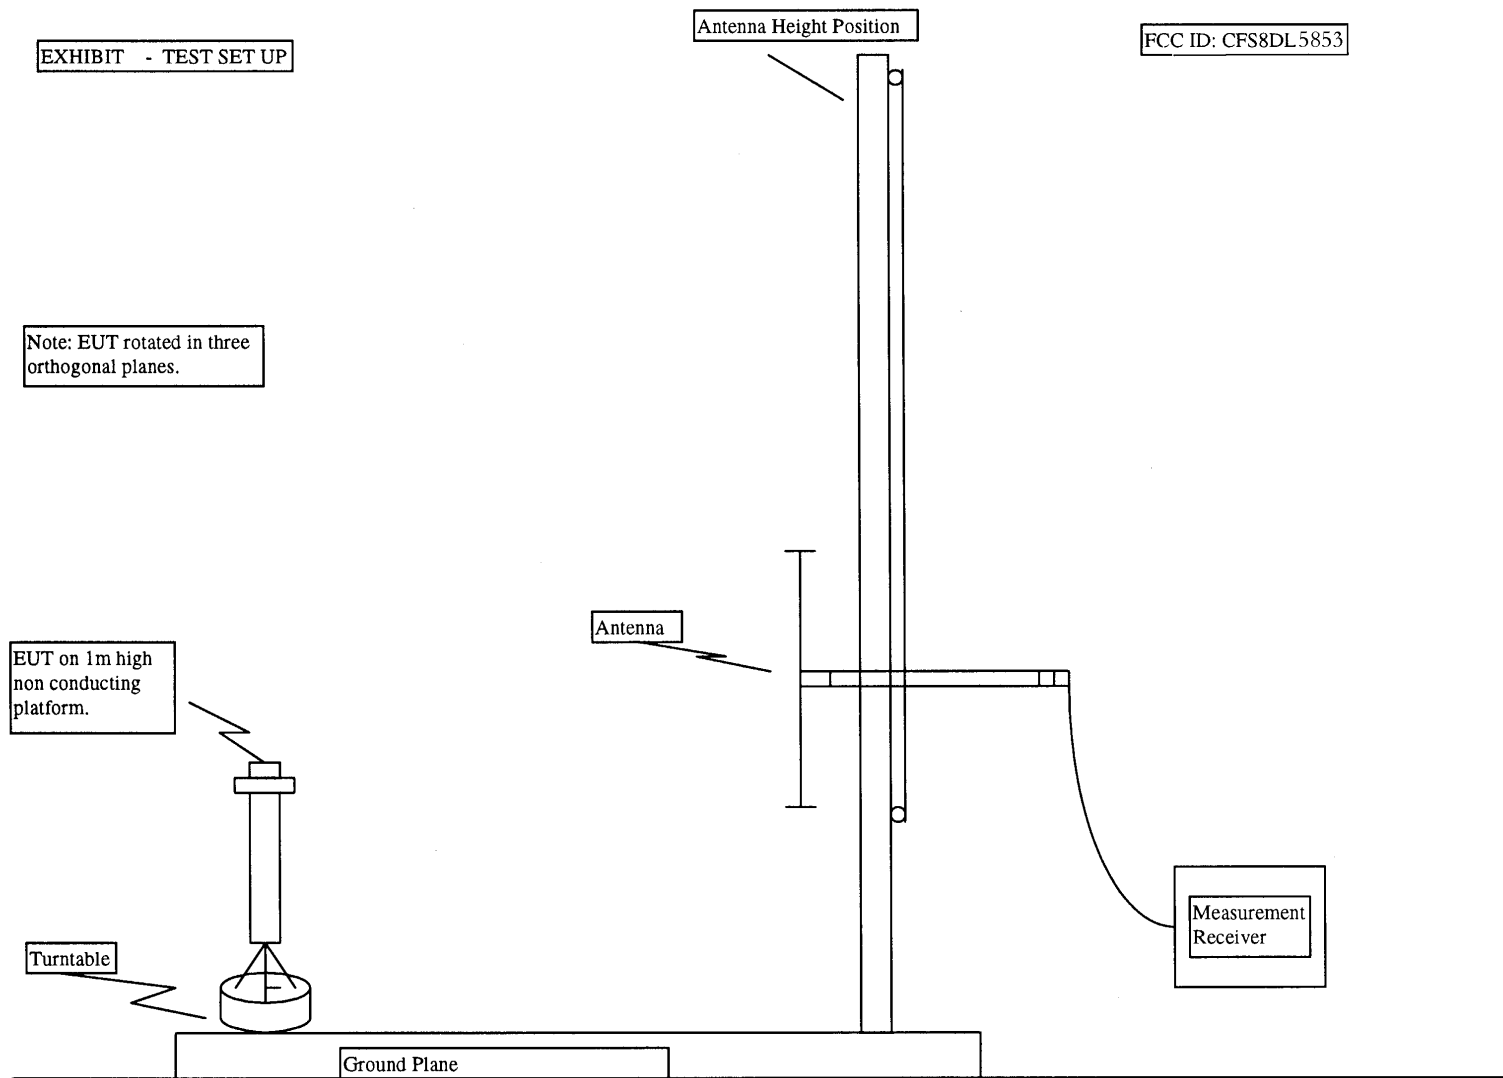 Antenna Height Position
EXHIBIT - TEST SET UP
FCC ID: CFS8DL5853
Note: EUT rotated in three
orthogonal planes.
Antenna
EUT on 1m high
non conducting
platform.
Measurement
Receiver
Turntable
Ground Plane